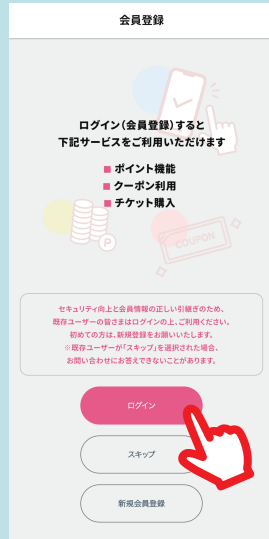 会員登録
ログイン(会員登録)すると
下記サービスをご利用いただけます
■ ポイント機能
■ クーポン利用
■ チケット購入
P
COUPON
セキュリティ向上と会員情報の正しい引継ぎのため、
既存ユーザーの皆さまはログインの上、ご利用ください。
初めての方は、新規登録をお願いいたします。
※既存ユーザーが「スキップ」を選択された場合、
お問い合わせにお答えできないことがあります。
ログイン
スキップ
新規会員登録